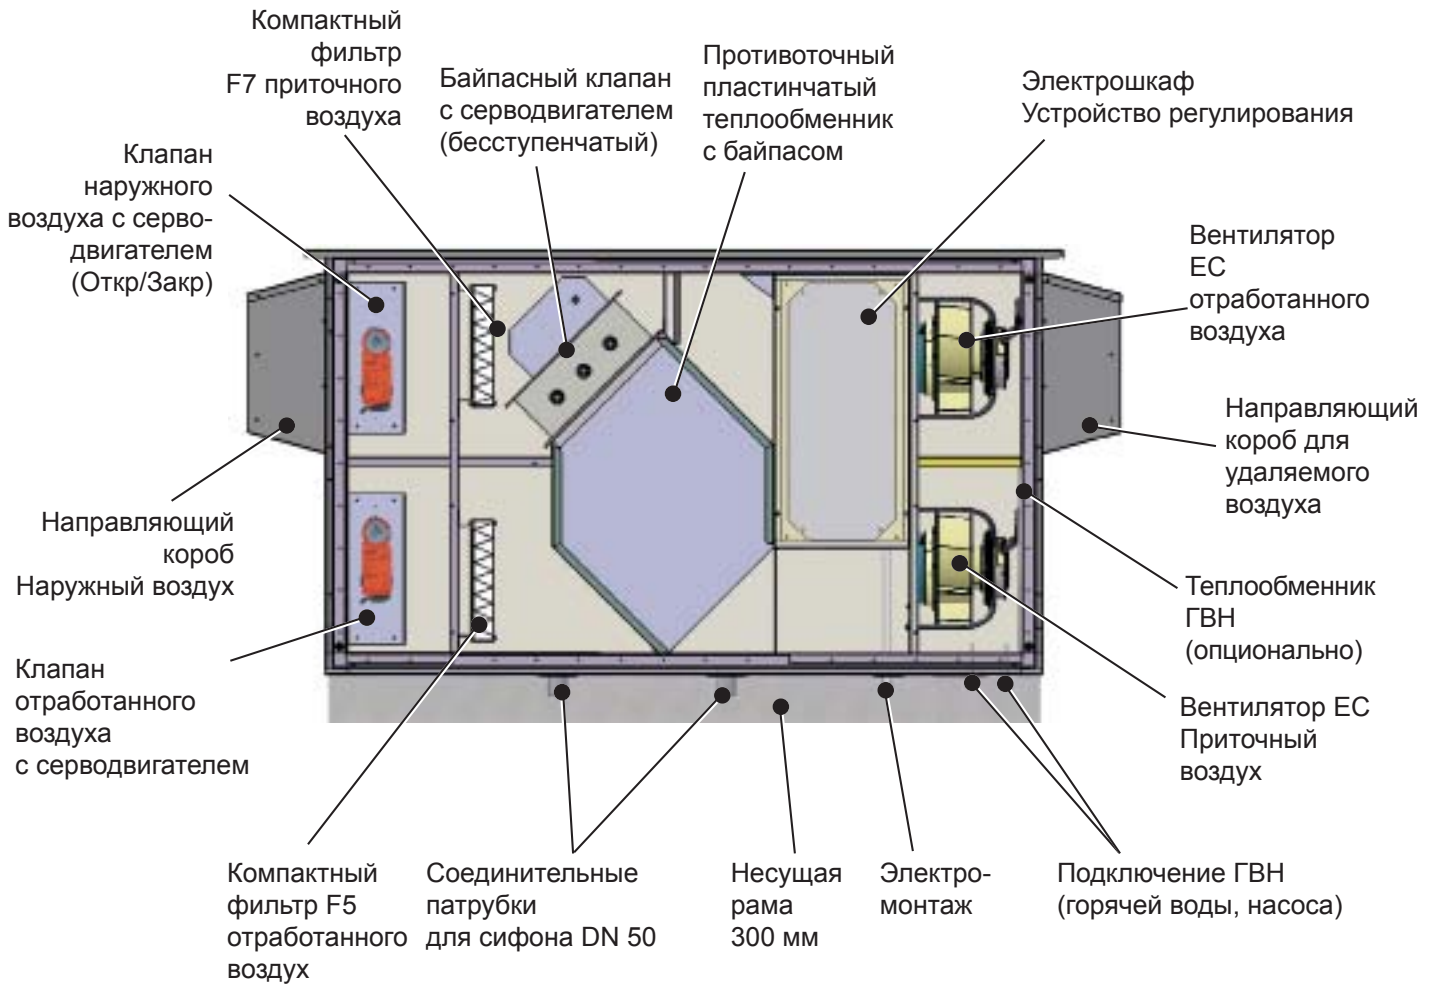 Компактный
фильтр
F7 приточного
воздуха
Байпасный клапан
с серводвигателем
(бесступенчатый)
Противоточный
пластинчатый
теплообменник
с байпасом
Электрошкаф
Устройство регулирования
Клапан
наружного
воздуха с серво-
двигателем
(Откр/Закр)
Вентилятор
ЕС
отработанного
воздуха
Направляющий
короб для
удаляемого
воздуха
Направляющий
короб
Наружный воздух
Теплообменник
ГВН
(опционально)
Клапан
отработанного
воздуха
с серводвигателем
Вентилятор ЕС
Приточный
воздух
Компактный
фильтр F5
отработанного
воздух
Соединительные
патрубки
для сифона DN 50
Несущая
рама
300 мм
Электро-
монтаж
Подключение ГВН
(горячей воды, насоса)